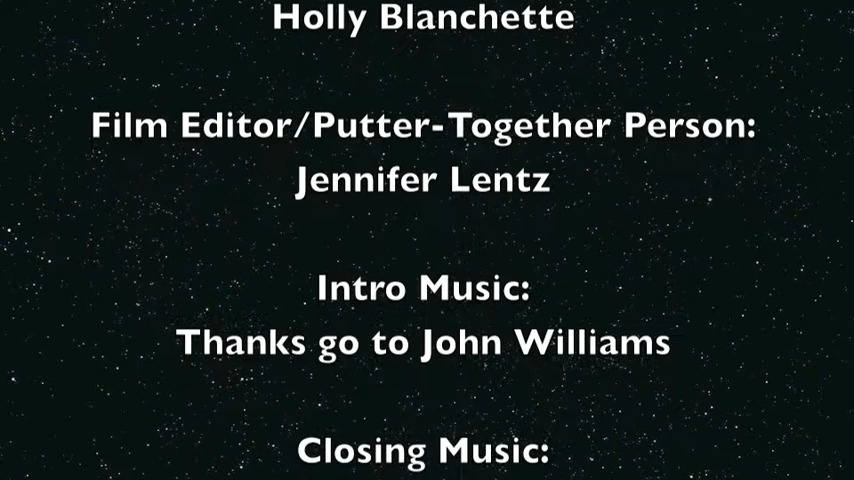 Holly Blanchette
Film Editor/Putter-Together Person:
Jennifer Lentz
Intro Music:
Thanks go to John Williams
Closing Music: